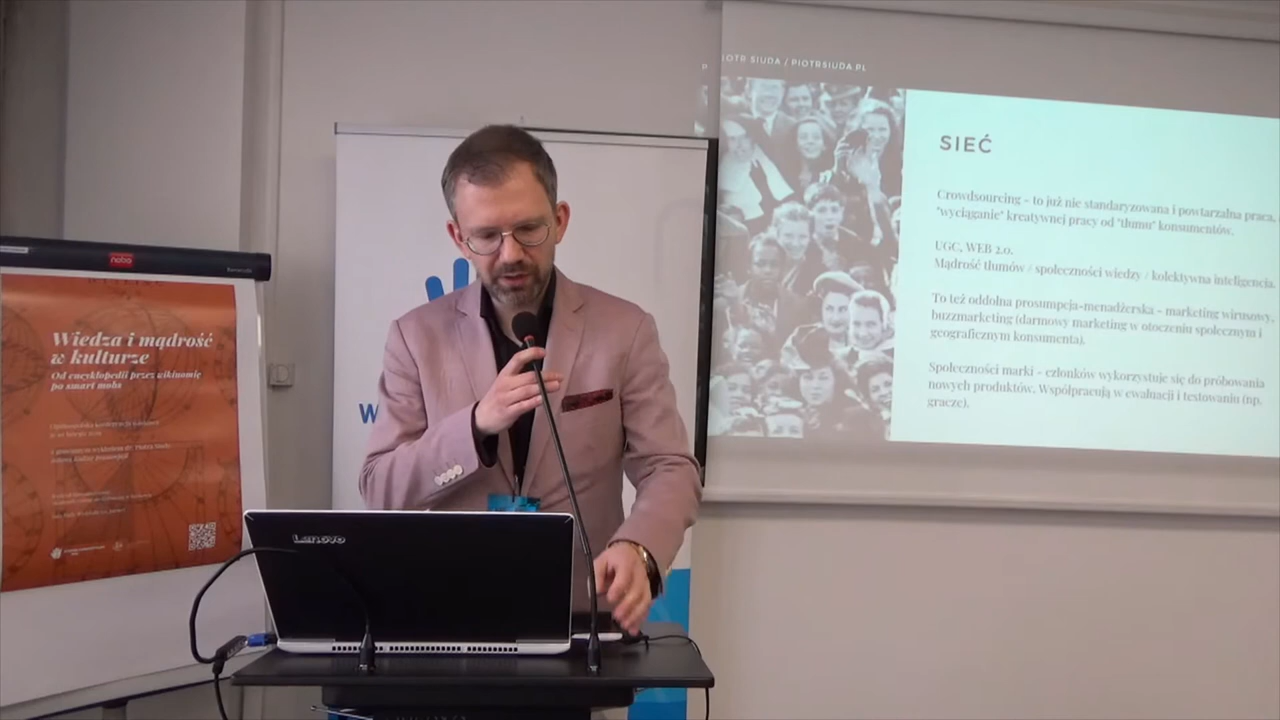 nobo
Wiedza i mądrość
w kulturze
Od encyklopedii przez wikinomię
po smart mobs
W
Lenovo
PIOTR SIUDA / PIOTRSIUDA.PL
SIEĆ
Crowdsourcing - to już nie standaryzowana i powtarzalna praca,
"wyciąganie" kreatywnej pracy od "tłumu" konsumentów.
UGC, WEB 2.0.
Mądrość tłumów / społeczności wiedzy / kolektywna inteligencja.
To też oddolna prosumpcja-menadżerska - marketing wirusowy,
buzzmarketing (darmowy marketing w otoczeniu społecznym i
geograficznym konsumenta).
Społeczności marki - członków wykorzystuje się do próbowania
nowych produktów. Współpracują w ewaluacji i testowaniu (np.
gracze).